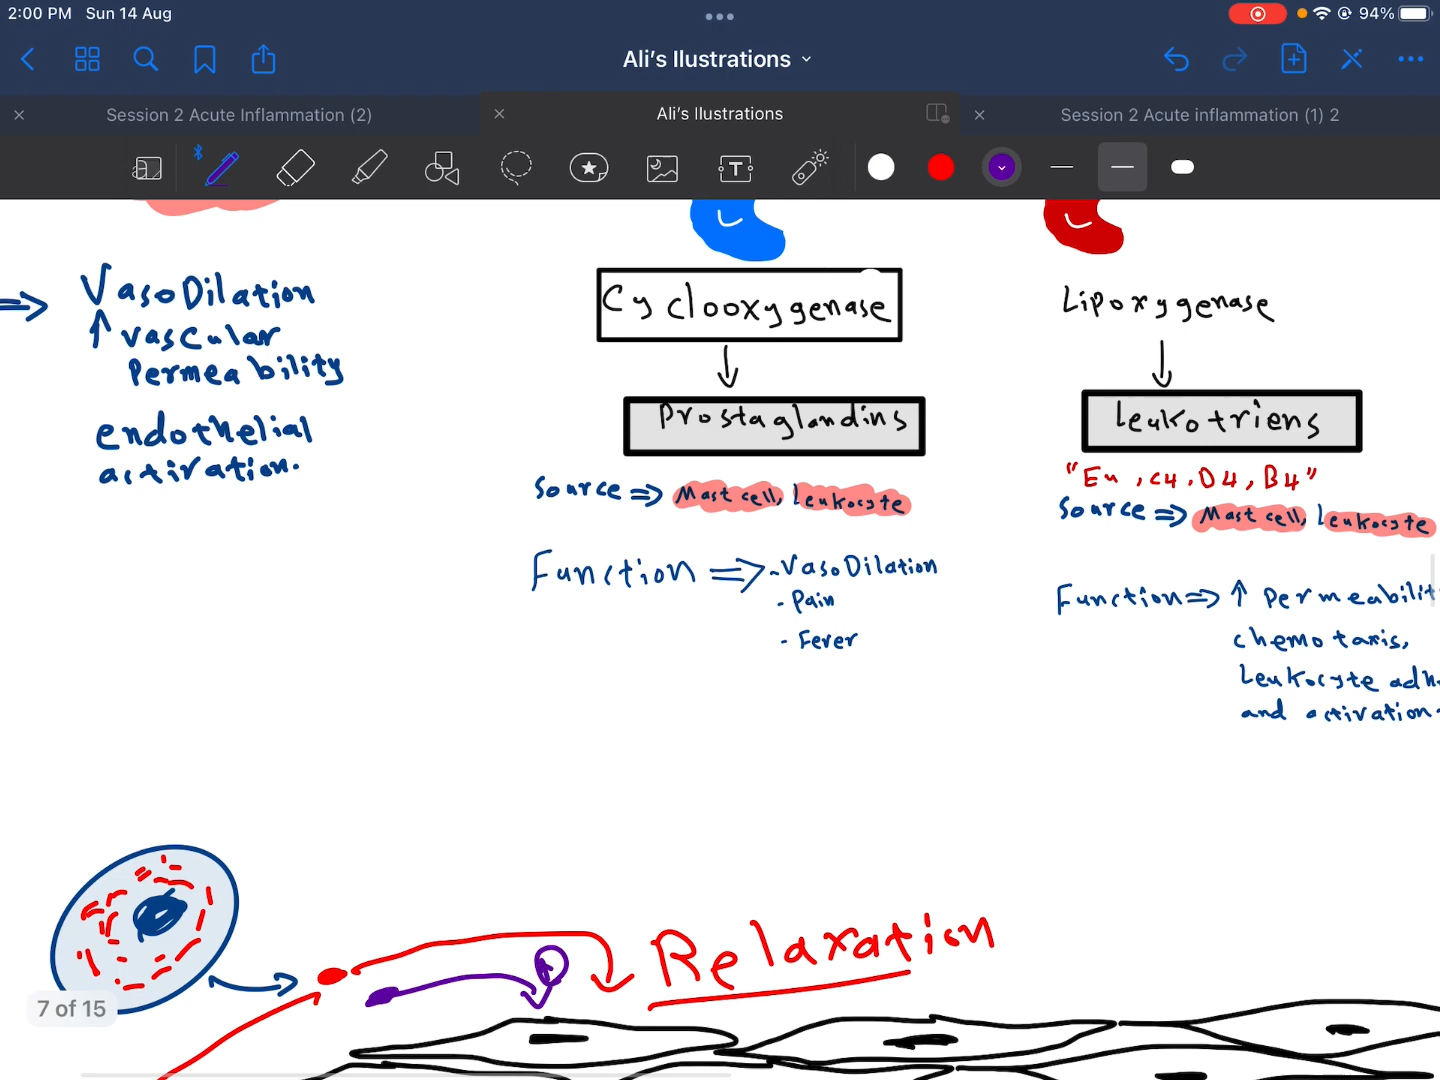 2:00 PM Sun 14 Aug
94%
Ali's Ilustrations
Session 2 Acute Inflammation (2)
Ali's Ilustrations
Session 2 Acute inflammation (1) 2
VasoDilation
↑ vascular
Permeability
endothelial
activation.
Cyclooxygenase
Prostaglandins
Source ⇒ Mast cell, leukocyte
Function ⇒ - VasoDilation
- Pain
- Fever
Lipoxygenase
Leukotriens
"E4, C4, D4, B4"
Source ⇒ Mast cell, leukocyte
Function ⇒ ↑ Permeabilit
chemotaxis,
Leukocyte adh
and activation
Relaxation
7 of 15